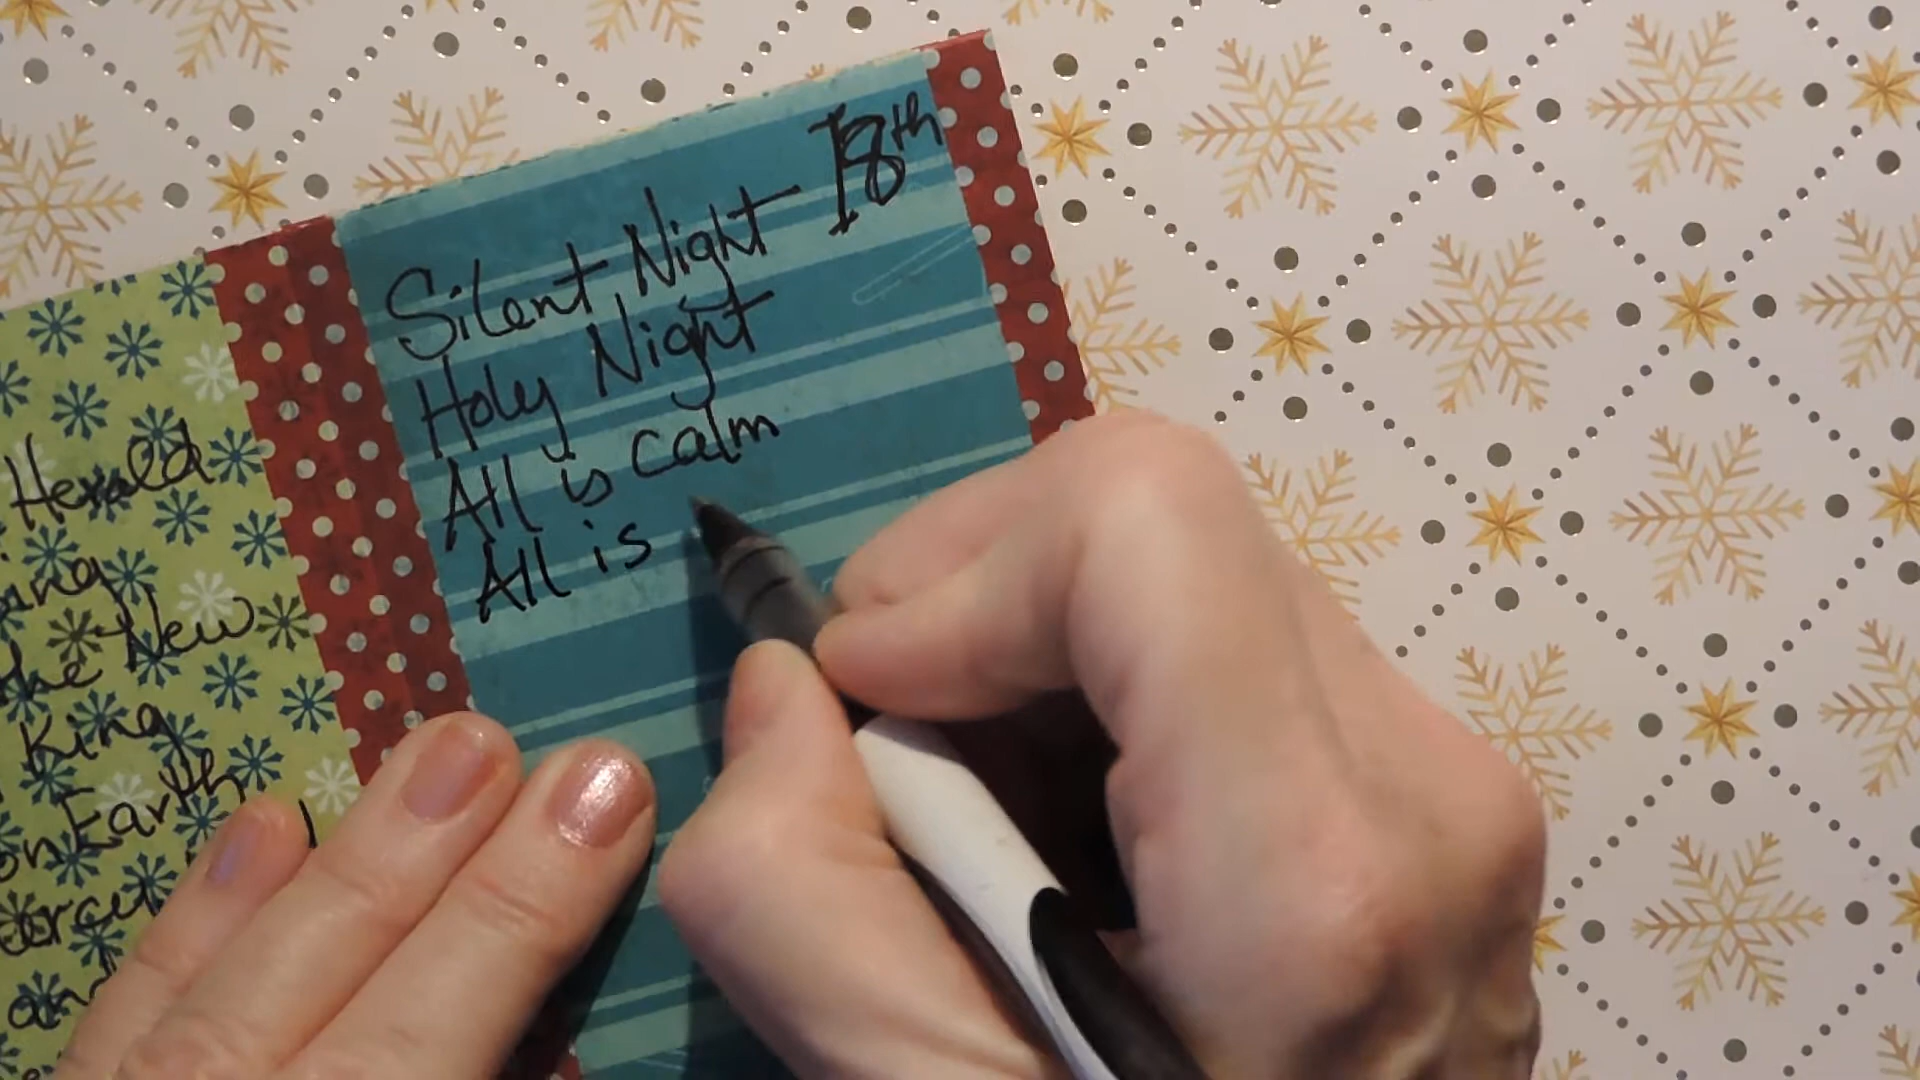 Herald
the New
King
on Earth
18th
Silent Night
Holy Night
All is calm
All is